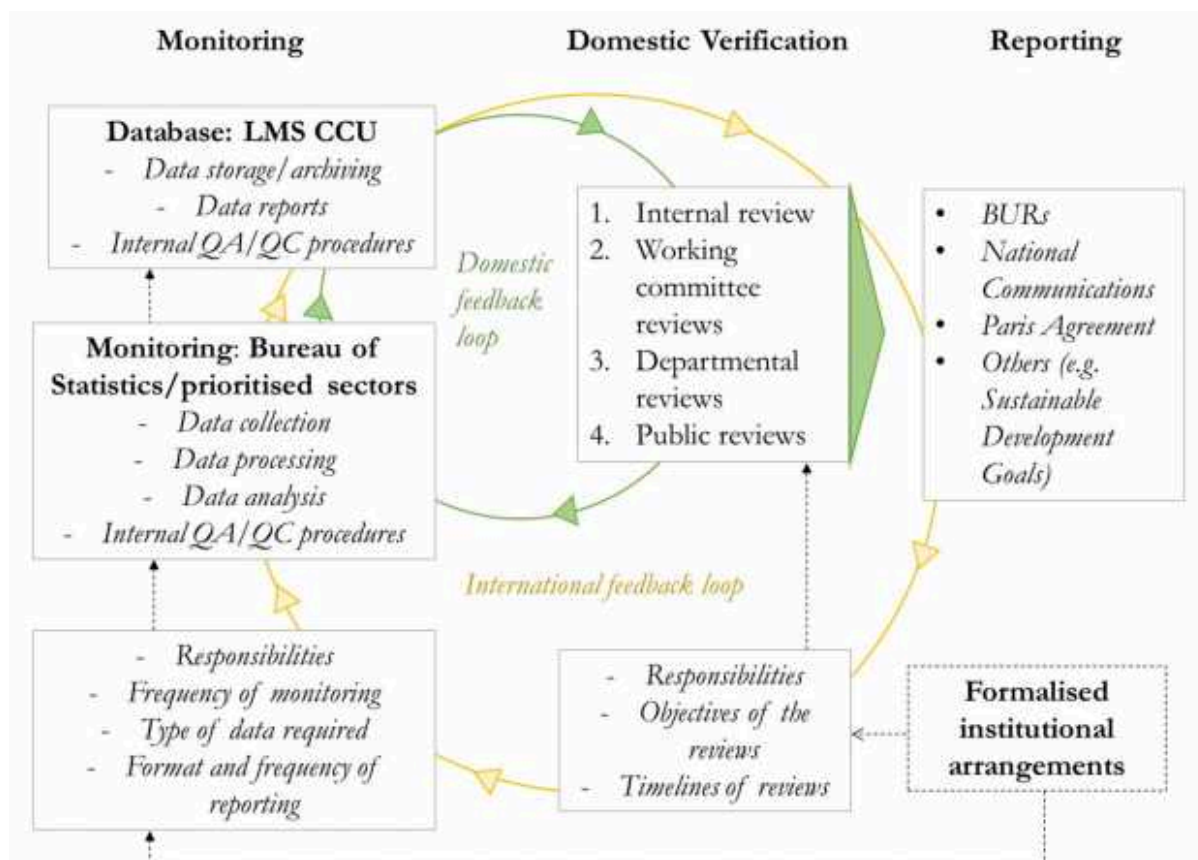 Monitoring
Domestic Verification
Reporting
Database: LMS CCU
- Data storage/archiving
- Data reports
- Internal QA/QC procedures
Monitoring: Bureau of
Statistics/prioritised sectors
- Data collection
- Data processing
- Data analysis
- Internal QA/QC procedures
- Responsibilities
- Frequency of monitoring
- Type of data required
- Format and frequency of
reporting
Domestic
feedback
loop
International feedback loop
1. Internal review
2. Working
committee
reviews
3. Departmental
reviews
4. Public reviews
- Responsibilities
- Objectives of the
reviews
- Timelines of reviews
• BURs
• National
Communications
• Paris Agreement
• Others (e.g.
Sustainable
Development
Goals)
Formalised
institutional
arrangements